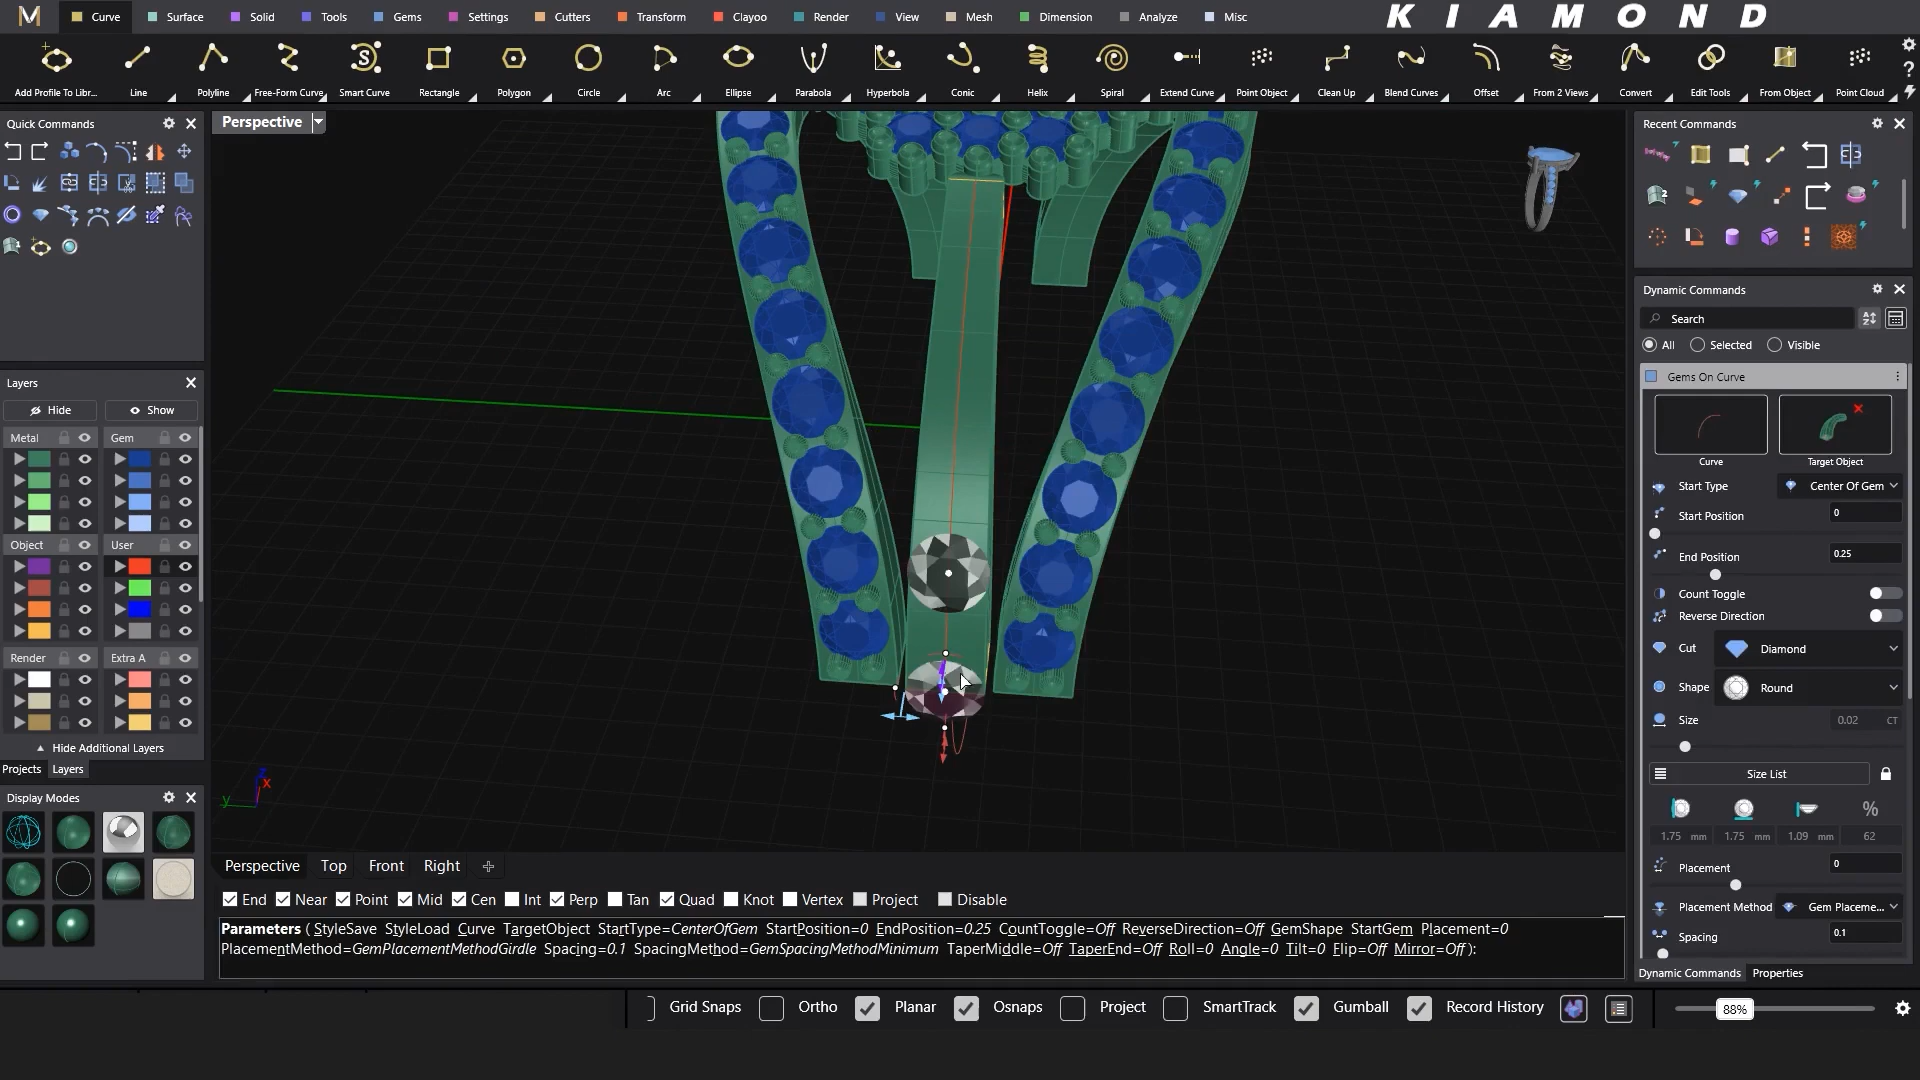 Curve Surface Solid Tools Gems Settings Cutters Transform Clayoo Render View Mesh Dimension Analyze Misc
KIAMOND
Add Profile To Libr... Line Polyline Free-Form Curve Smart Curve Rectangle Polygon Circle Arc Ellipse Parabola Hyperbola Conic Helix Spiral Extend Curve Point Object Clean Up Blend Curves Offset From 2 Views Convert Edit Tools From Object Point Cloud
Quick Commands
Perspective
Recent Commands
Layers
Hide Show
Metal Gem
Object User
Render Extra A
Hide Additional Layers
Projects Layers
Display Modes
z
x
y
Dynamic Commands
Search
All Selected Visible
Gems On Curve
Curve Target Object
Start Type Center Of Gem
Start Position 0
End Position 0.25
Count Toggle
Reverse Direction
Cut Diamond
Shape Round
Size 0.02 CT
Size List
%
1.75 mm 1.75 mm 1.09 mm 62
Placement 0
Placement Method Gem Placeme...
Spacing 0.1
Dynamic Commands Properties
Perspective Top Front Right
End Near Point Mid Cen Int Perp Tan Quad Knot Vertex Project Disable
Parameters ( StyleSave StyleLoad Curve TargetObject StartType=CenterOfGem StartPosition=0 EndPosition=0.25 CountToggle=Off ReverseDirection=Off GemShape StartGem Placement=0
PlacementMethod=GemPlacementMethodGirdle Spacing=0.1 SpacingMethod=GemSpacingMethodMinimum TaperMiddle=Off TaperEnd=Off Roll=0 Angle=0 Tilt=0 Flip=Off Mirror=Off ):
Grid Snaps Ortho Planar Osnaps Project SmartTrack Gumball Record History 88%